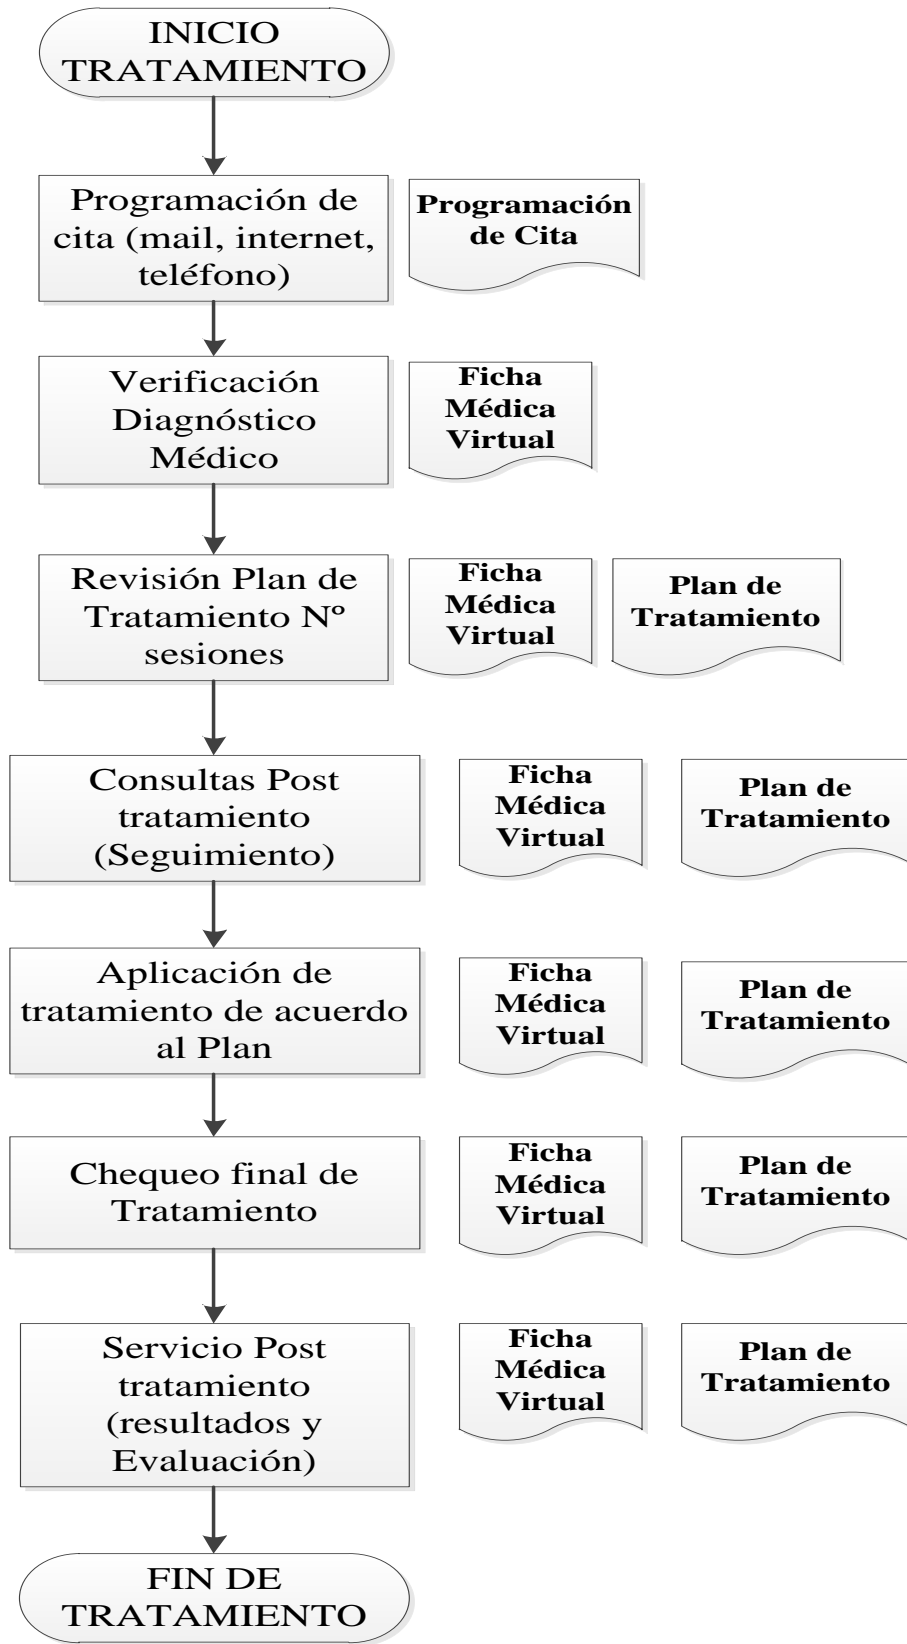 INICIO
TRATAMIENTO
Programación de
cita (mail, internet,
teléfono)
Programación
de Cita
Verificación
Diagnóstico
Médico
Ficha
Médica
Virtual
Revisión Plan de
Tratamiento Nº
sesiones
Ficha
Médica
Virtual
Plan de
Tratamiento
Consultas Post
tratamiento
(Seguimiento)
Ficha
Médica
Virtual
Plan de
Tratamiento
Aplicación de
tratamiento de acuerdo
al Plan
Ficha
Médica
Virtual
Plan de
Tratamiento
Chequeo final de
Tratamiento
Ficha
Médica
Virtual
Plan de
Tratamiento
Servicio Post
tratamiento
(resultados y
Evaluación)
Ficha
Médica
Virtual
Plan de
Tratamiento
FIN DE
TRATAMIENTO